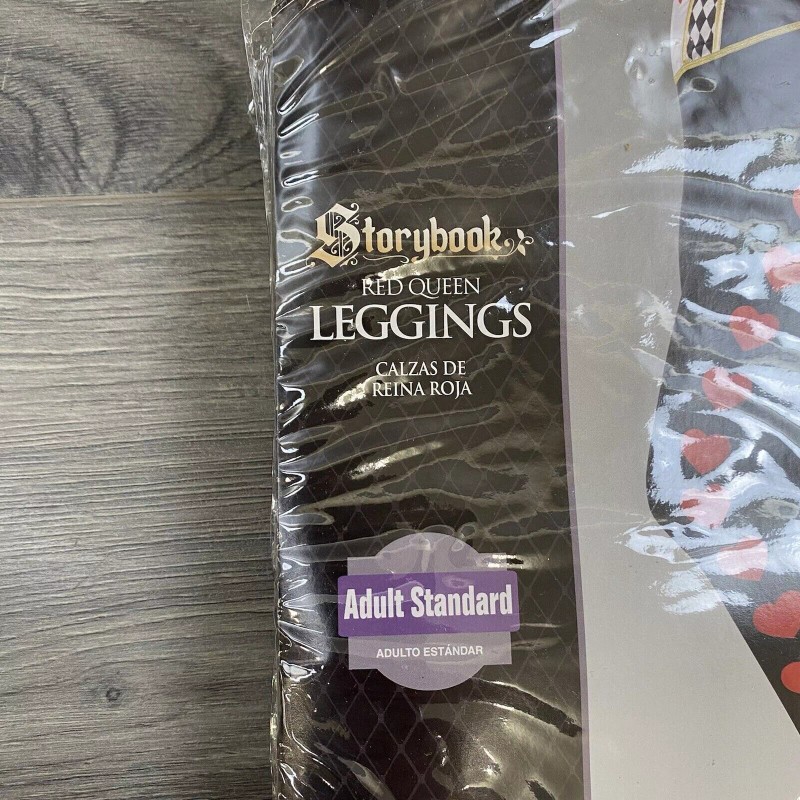 Storybook
RED QUEEN
LEGGINGS
CALZAS DE
REINA ROJA
Adult Standard
ADULTO ESTÁNDAR